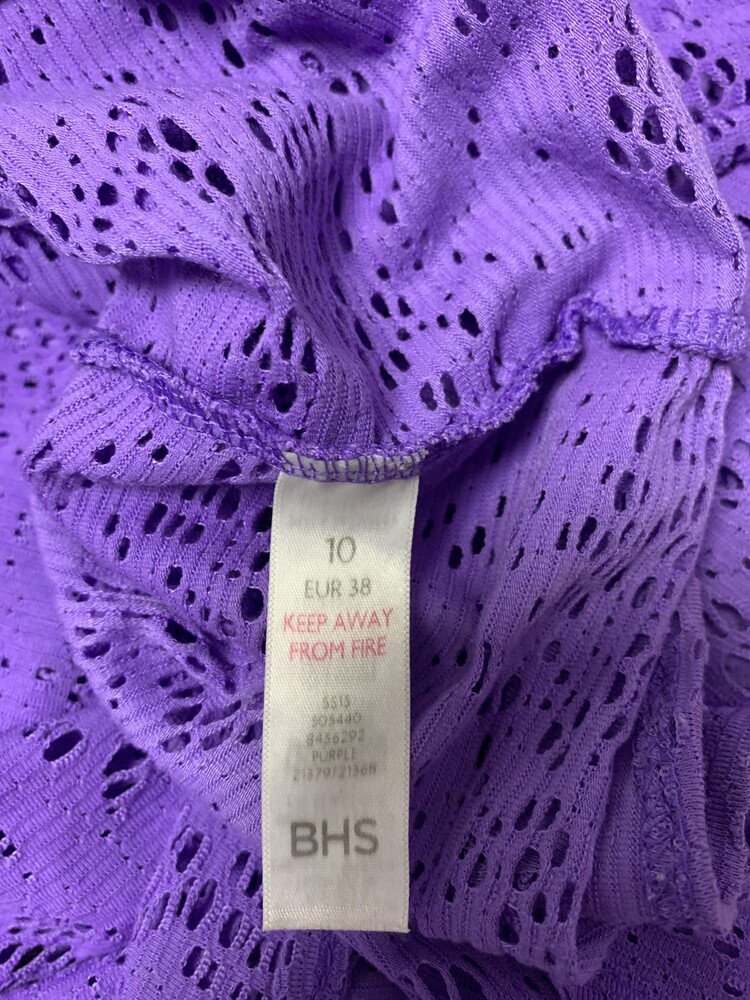 10
EUR 38
KEEP AWAY
FROM FIRE
SS15
505440
8456292
PURPLE
21379/21368
BHS